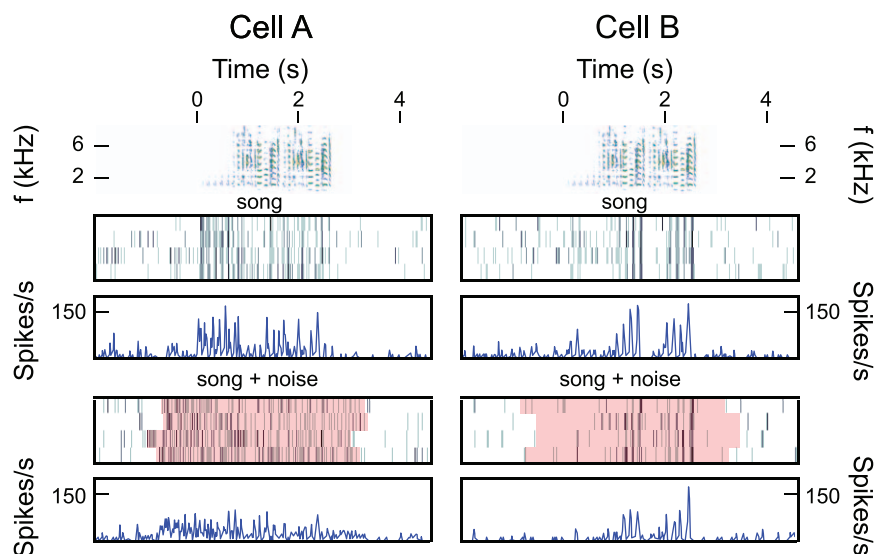 Cell A Cell B
Time (s) Time (s)
0 2 4 0 2 4
f (kHz) 6 2 6 2 f (kHz)
song song
Spikes/s 150 150 Spikes/s
song + noise song + noise
Spikes/s 150 150 Spikes/s